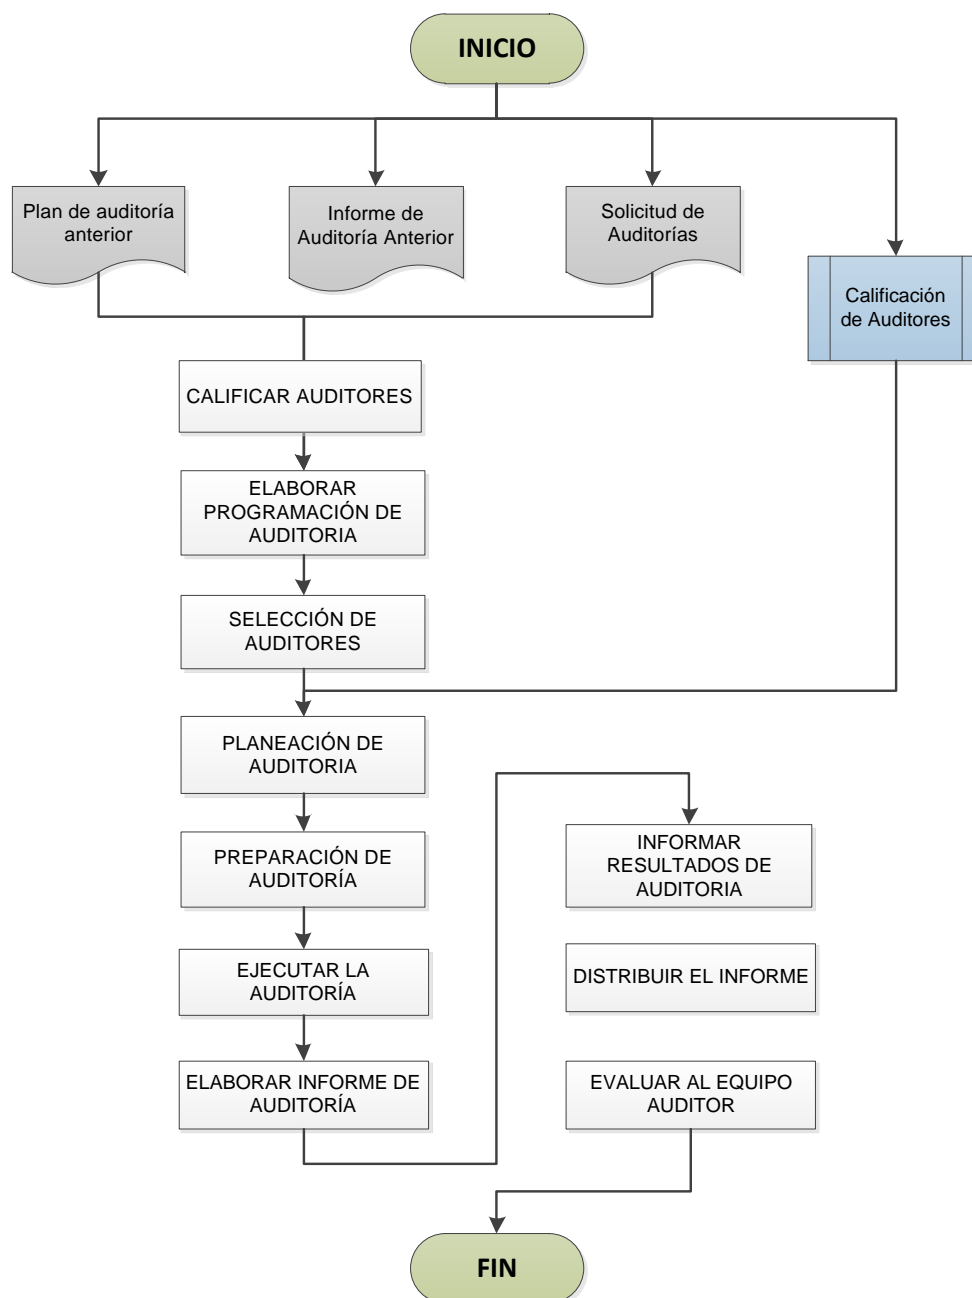 INICIO
Plan de auditoría
anterior
Informe de
Auditoría Anterior
Solicitud de
Auditorías
Calificación
de Auditores
CALIFICAR AUDITORES
ELABORAR
PROGRAMACIÓN DE
AUDITORIA
SELECCIÓN DE
AUDITORES
PLANEACIÓN DE
AUDITORIA
PREPARACIÓN DE
AUDITORÍA
EJECUTAR LA
AUDITORÍA
ELABORAR INFORME DE
AUDITORÍA
INFORMAR
RESULTADOS DE
AUDITORIA
DISTRIBUIR EL INFORME
EVALUAR AL EQUIPO
AUDITOR
FIN